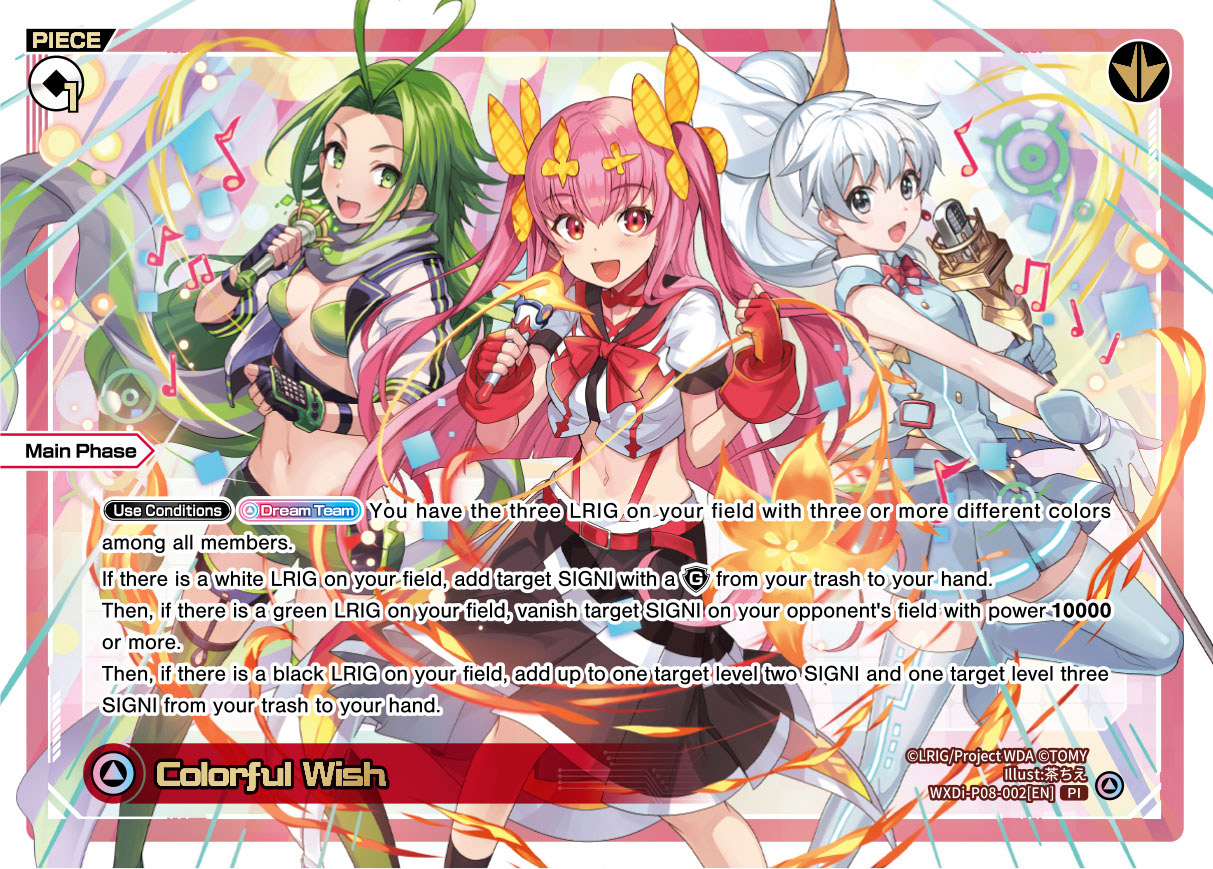 PIECE
1
Main Phase
Use Conditions Dream Team You have the three LRIG on your field with three or more different colors
among all members.
If there is a white LRIG on your field, add target SIGNI with a G from your trash to your hand.
Then, if there is a green LRIG on your field, vanish target SIGNI on your opponent's field with power 10000
or more.
Then, if there is a black LRIG on your field, add up to one target level two SIGNI and one target level three
SIGNI from your trash to your hand.
Colorful Wish
©LRIG/Project WDA ©TOMY
Illust:茶ちえ
WXDi-P08-002[EN] PI